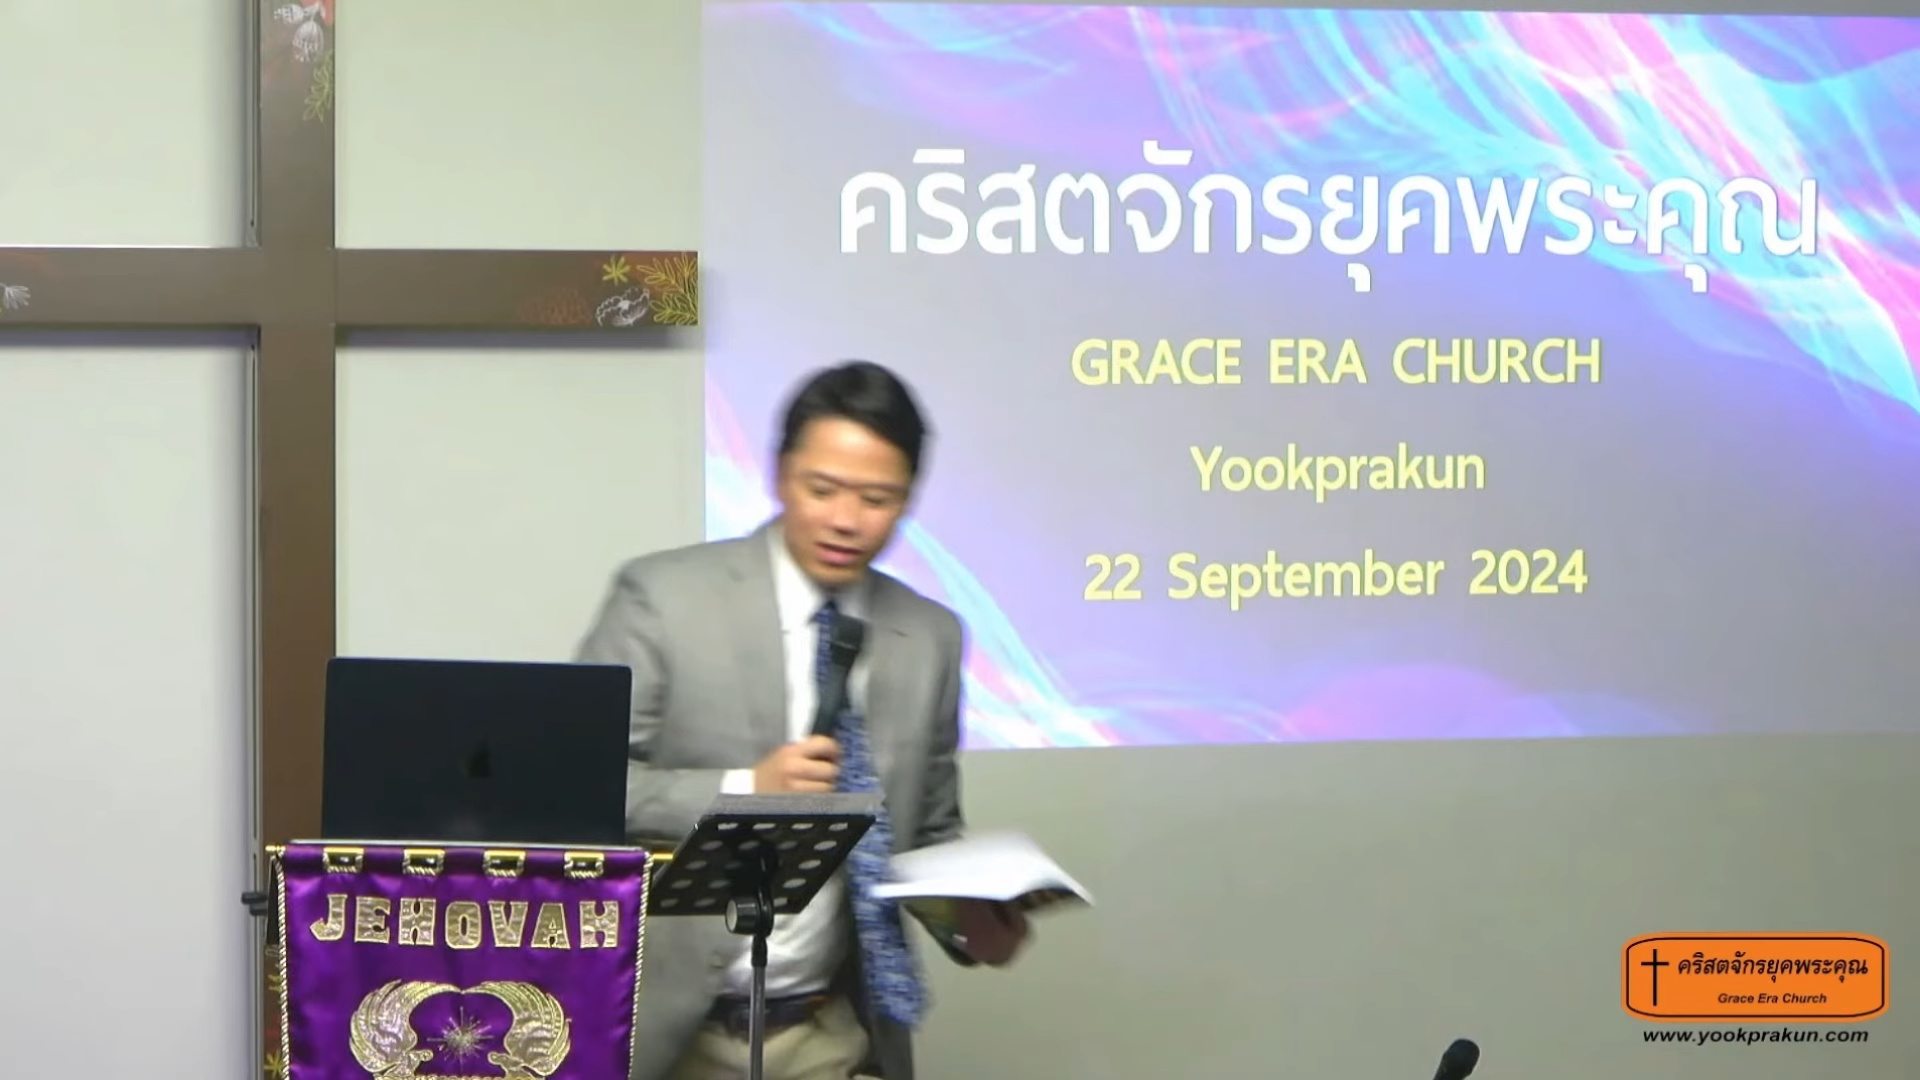 คริสตจักรยุคพระคุณ
GRACE ERA CHURCH
Yookprakun
22 September 2024
JEHOVAH
คริสตจักรยุคพระคุณ
Grace Era Church
www.yookprakun.com